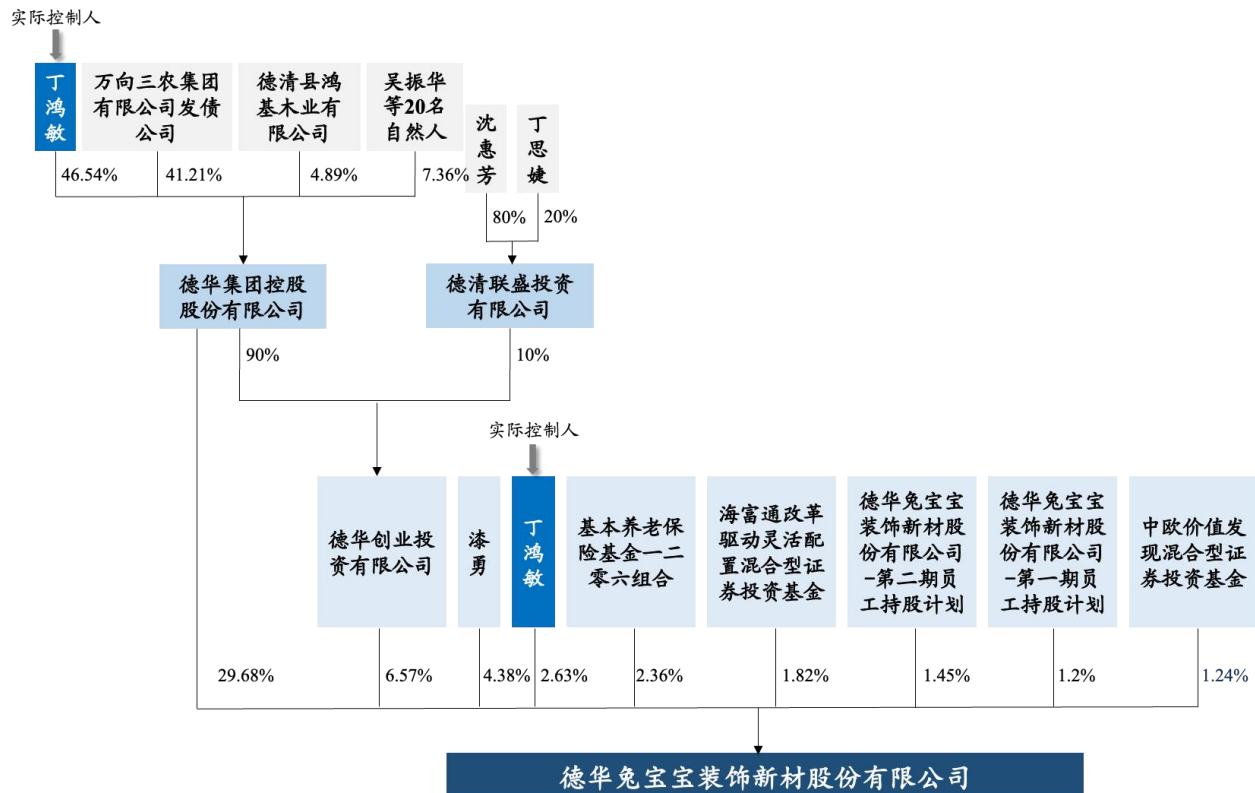 实际控制人
丁鸿敏
万向三农集团
有限公司发债
公司
德清县鸿
基木业有
限公司
吴振华
等20名
自然人
沈惠芳
丁思婕
46.54%
41.21%
4.89%
7.36%
80%
20%
德华集团控股
股份有限公司
德清联盛投资
有限公司
90%
10%
实际控制人
德华创业投
资有限公司
漆勇
丁鸿敏
基本养老保
险基金一二
零六组合
海富通改革
驱动灵活配
置混合型证
券投资基金
德华兔宝宝
装饰新材股
份有限公司
-第二期员
工持股计划
德华兔宝宝
装饰新材股
份有限公司
-第一期员
工持股计划
中欧价值发
现混合型证
券投资基金
29.68%
6.57%
4.38%
2.63%
2.36%
1.82%
1.45%
1.2%
1.24%
德华兔宝宝装饰新材股份有限公司